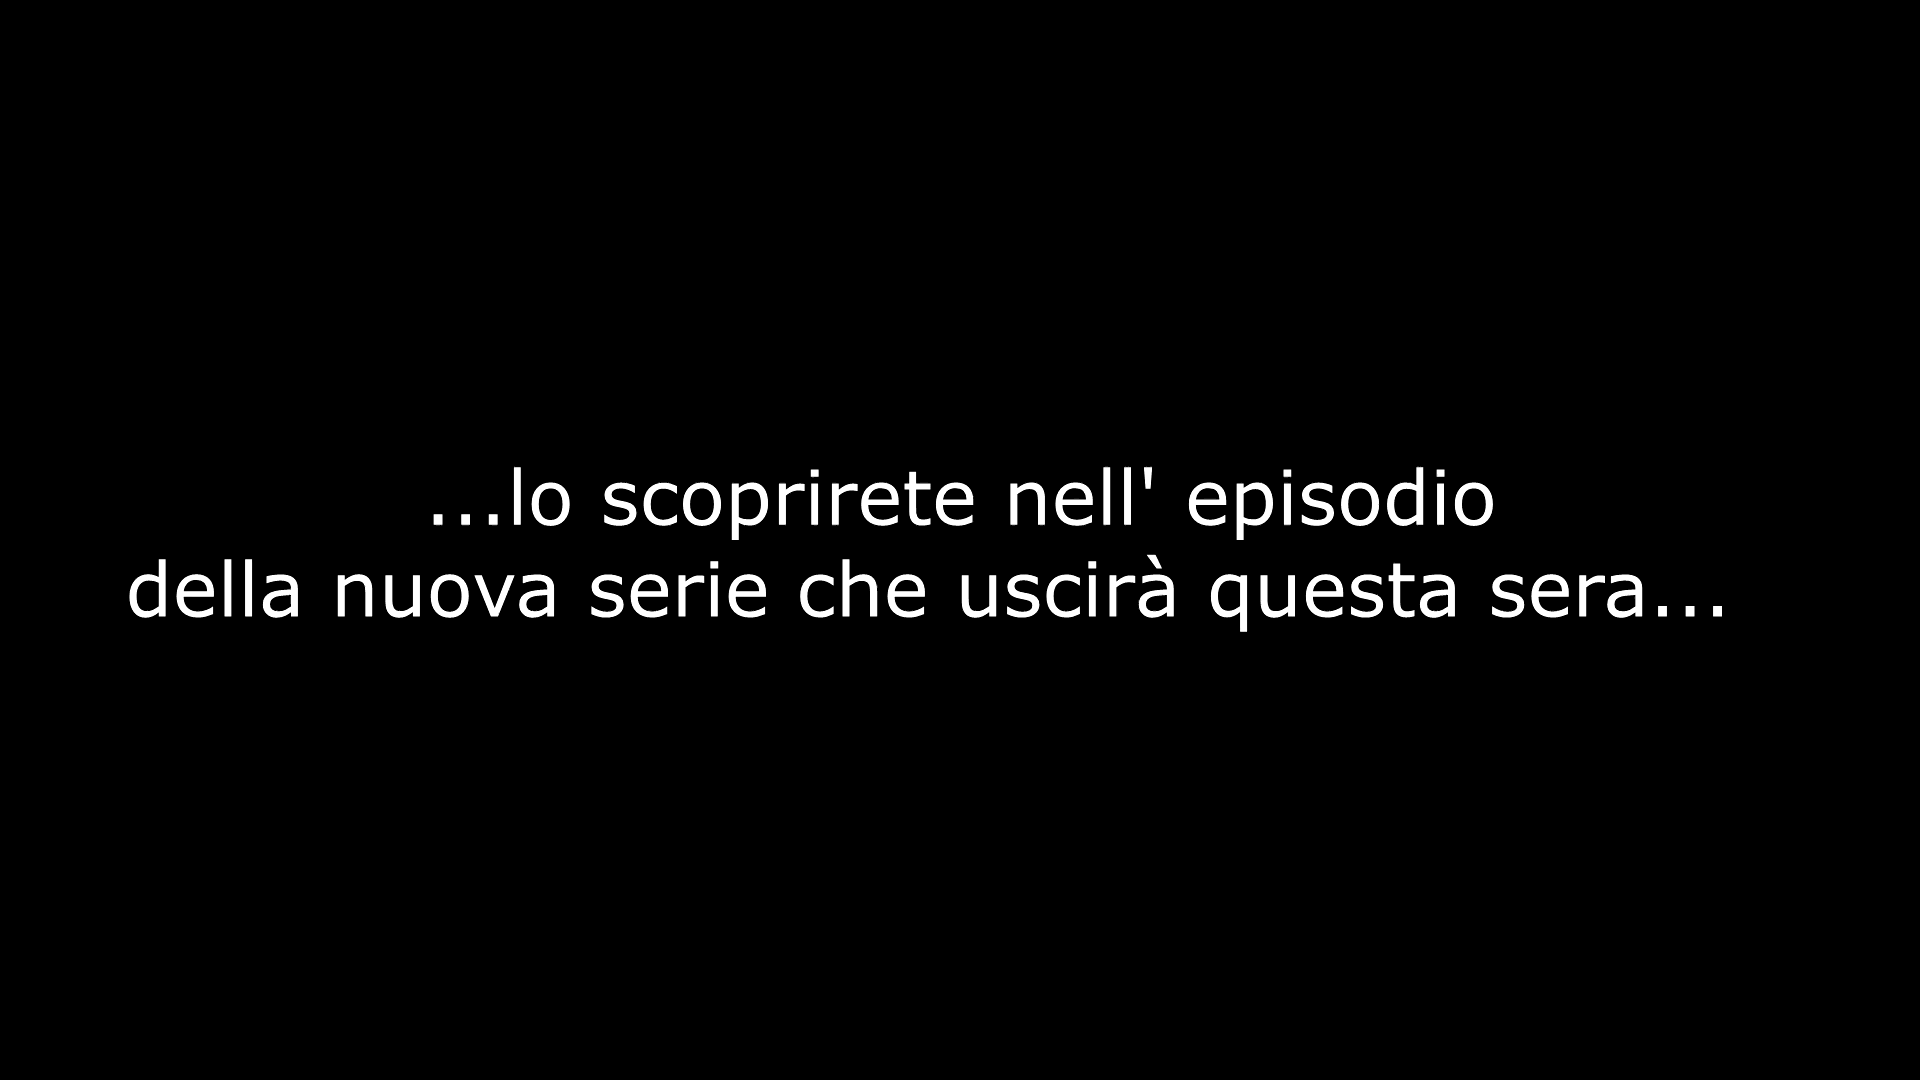 ...lo scoprirete nell' episodio
della nuova serie che uscirà questa sera...